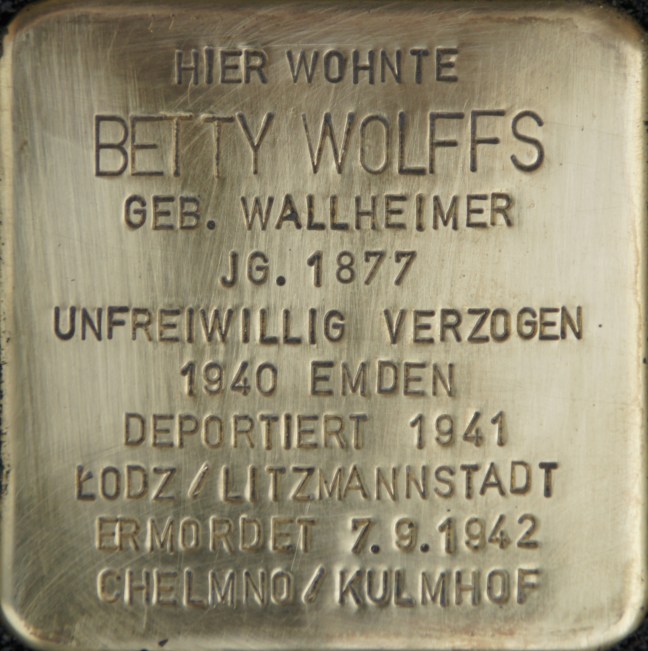 HIER WOHNTE
BETTY WOLFFS
GEB. WALLHEIMER
JG. 1877
UNFREIWILLIG VERZOGEN
1940 EMDEN
DEPORTIERT 1941
ŁODZ/LITZMANNSTADT
ERMORDET 7.9.1942
CHELMNO/KULMHOF